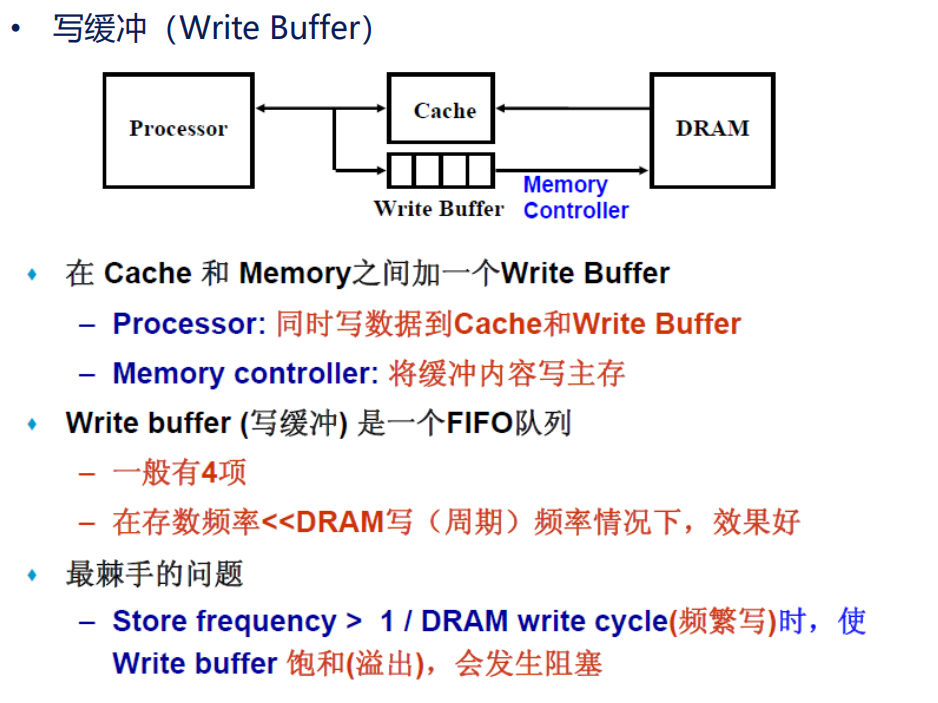 • 写缓冲（Write Buffer）
Processor
Cache
DRAM
Write Buffer
Memory
Controller
在 Cache 和 Memory之间加一个Write Buffer
– Processor: 同时写数据到Cache和Write Buffer
– Memory controller: 将缓冲内容写主存
Write buffer (写缓冲) 是一个FIFO队列
– 一般有4项
– 在存数频率<<DRAM写（周期）频率情况下，效果好
最棘手的问题
– Store frequency > 1 / DRAM write cycle(频繁写)时，使
Write buffer 饱和(溢出)，会发生阻塞